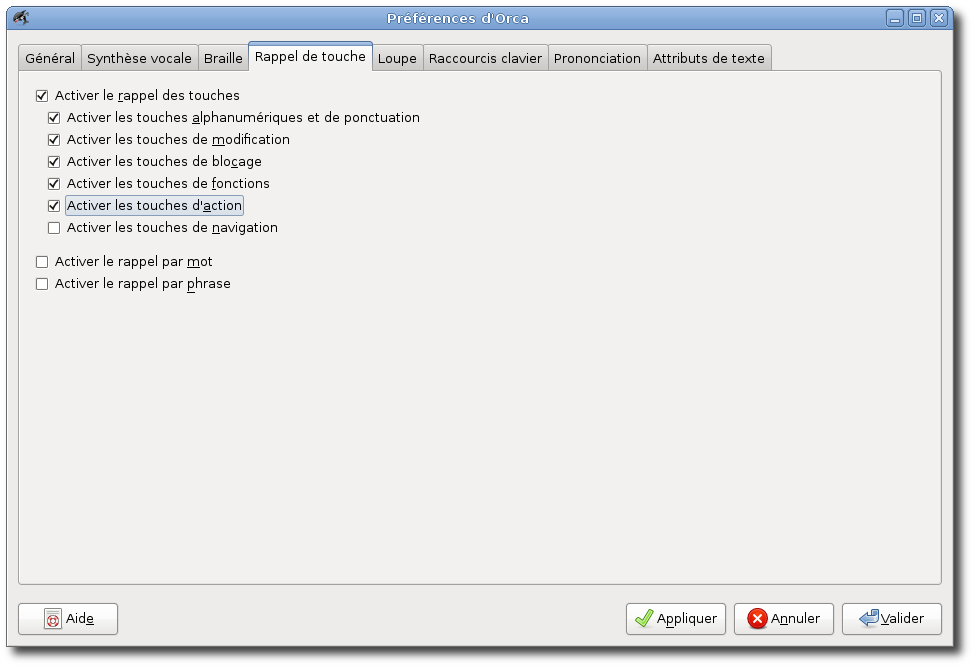 Préférences d'Orca
Général Synthèse vocale Braille Rappel de touche Loupe Raccourcis clavier Prononciation Attributs de texte
Activer le rappel des touches
Activer les touches alphanumériques et de ponctuation
Activer les touches de modification
Activer les touches de blocage
Activer les touches de fonctions
Activer les touches d'action
Activer les touches de navigation
Activer le rappel par mot
Activer le rappel par phrase
Aide Appliquer Annuler Valider